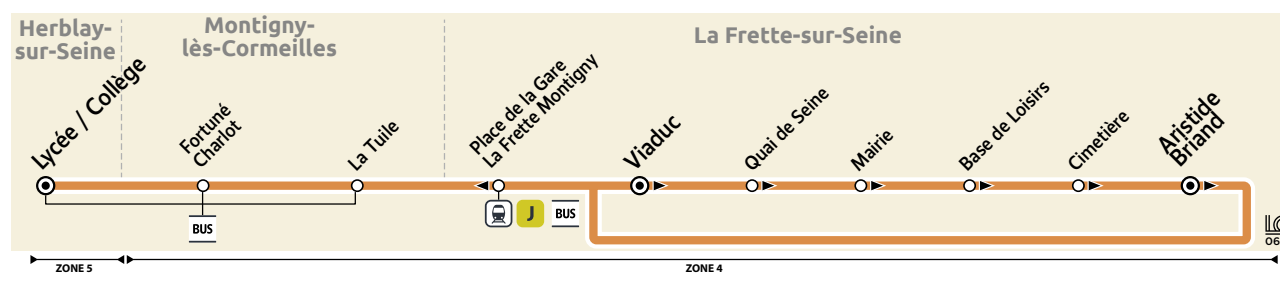 Herblay-
sur-Seine
Montigny-
lès-Cormeilles
La Frette-sur-Seine
Lycée / Collège
Fortuné
Charlot
La Tuile
Place de la Gare
La Frette Montigny
Viaduc
Quai de Seine
Mairie
Base de Loisirs
Cimetière
Aristide
Briand
BUS
J
BUS
06
ZONE 5
ZONE 4